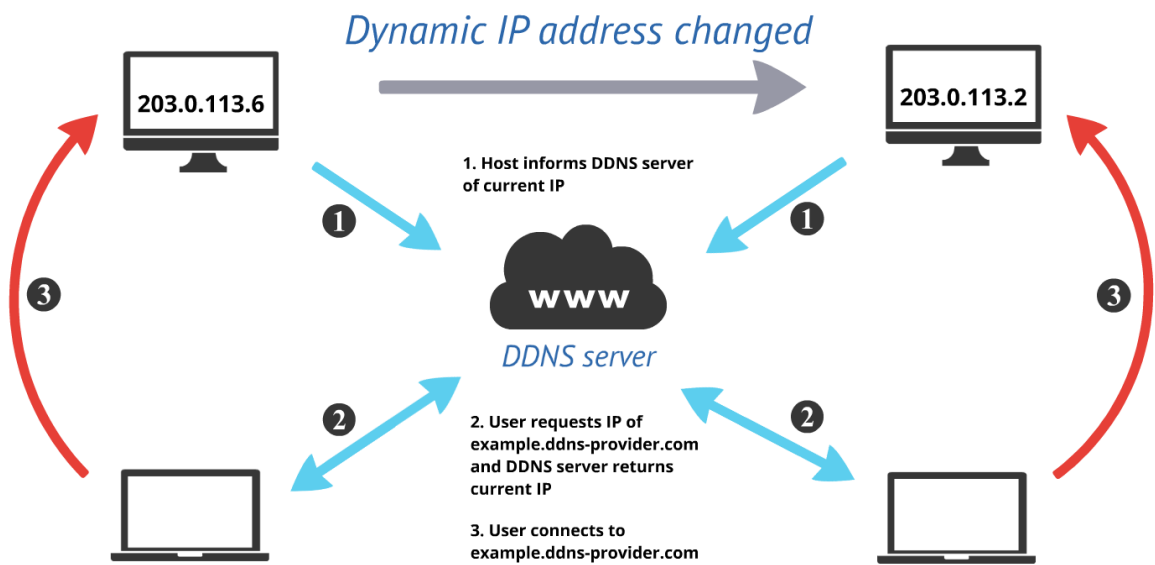 Dynamic IP address changed
203.0.113.6
203.0.113.2
1. Host informs DDNS server
of current IP
1
1
www
DDNS server
3
3
2
2
2. User requests IP of
example.ddns-provider.com
and DDNS server returns
current IP
3. User connects to
example.ddns-provider.com